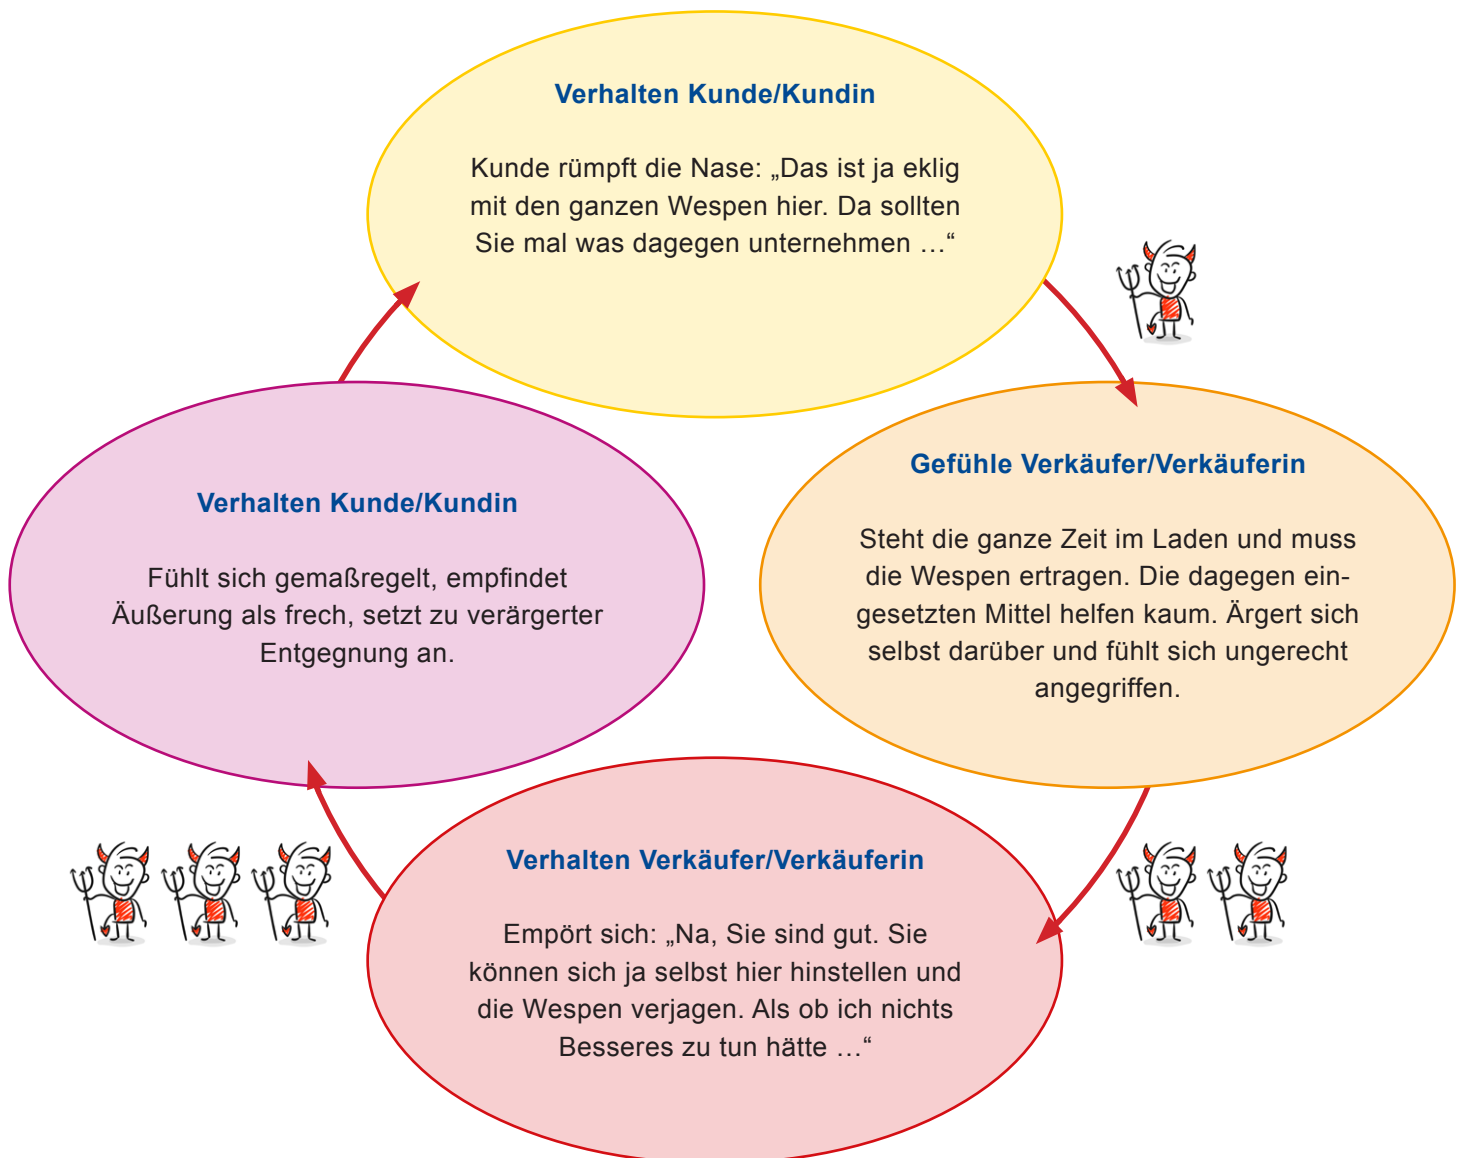 Verhalten Kunde/Kundin
Kunde rümpft die Nase: „Das ist ja eklig
mit den ganzen Wespen hier. Da sollten
Sie mal was dagegen unternehmen …“
Gefühle Verkäufer/Verkäuferin
Steht die ganze Zeit im Laden und muss
die Wespen ertragen. Die dagegen ein-
gesetzten Mittel helfen kaum. Ärgert sich
selbst darüber und fühlt sich ungerecht
angegriffen.
Verhalten Verkäufer/Verkäuferin
Empört sich: „Na, Sie sind gut. Sie
können sich ja selbst hier hinstellen und
die Wespen verjagen. Als ob ich nichts
Besseres zu tun hätte …“
Verhalten Kunde/Kundin
Fühlt sich gemaßregelt, empfindet
Äußerung als frech, setzt zu verärgerter
Entgegnung an.